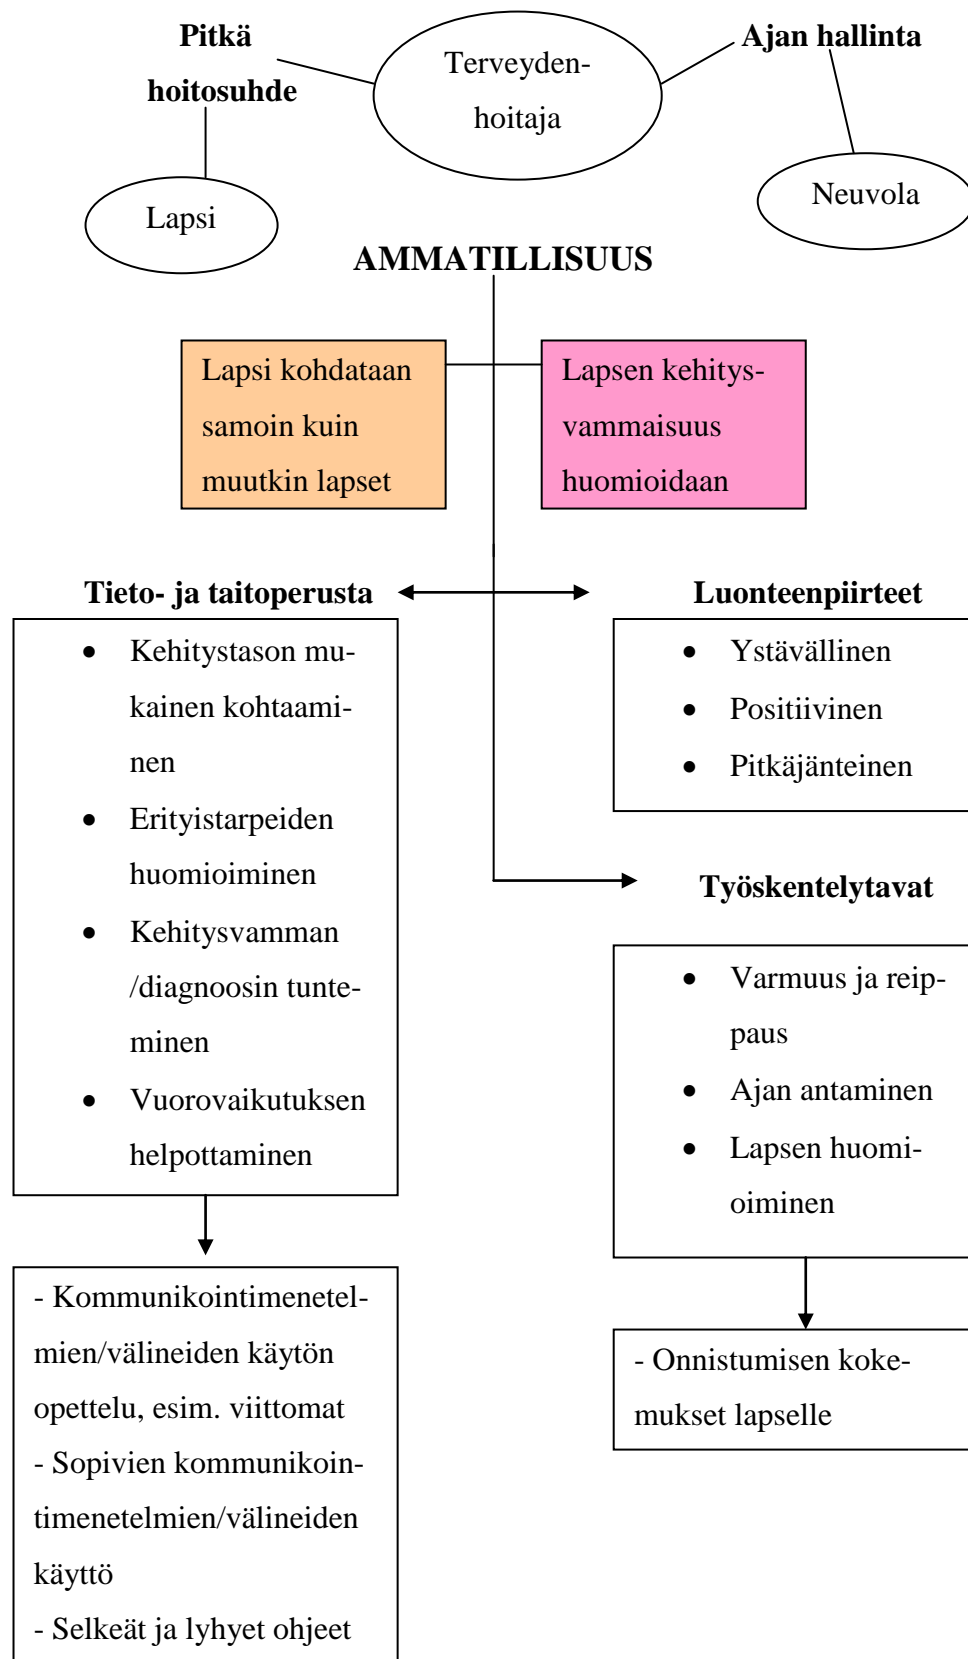 Pitkä
hoitosuhde
Terveyden-
hoitaja
Ajan hallinta
Lapsi
Neuvola
AMMATILLISUUS
Lapsi kohdataan
samoin kuin
muutkin lapset
Lapsen kehitys-
vammaisuus
huomioidaan
Tieto- ja taitoperusta
• Kehitystason mu-
kainen kohtaami-
nen
• Erityistarpeiden
huomioiminen
• Kehitysvamman
/diagnoosin tunte-
minen
• Vuorovaikutuksen
helpottaminen
- Kommunikointimenetel-
mien/välineiden käytön
opettelu, esim. viittomat
- Sopivien kommunikoin-
timenetelmien/välineiden
käyttö
- Selkeät ja lyhyet ohjeet
Luonteenpiirteet
• Ystävällinen
• Positiivinen
• Pitkäjänteinen
Työskentelytavat
• Varmuus ja reip-
paus
• Ajan antaminen
• Lapsen huomi-
oiminen
- Onnistumisen koke-
mukset lapselle